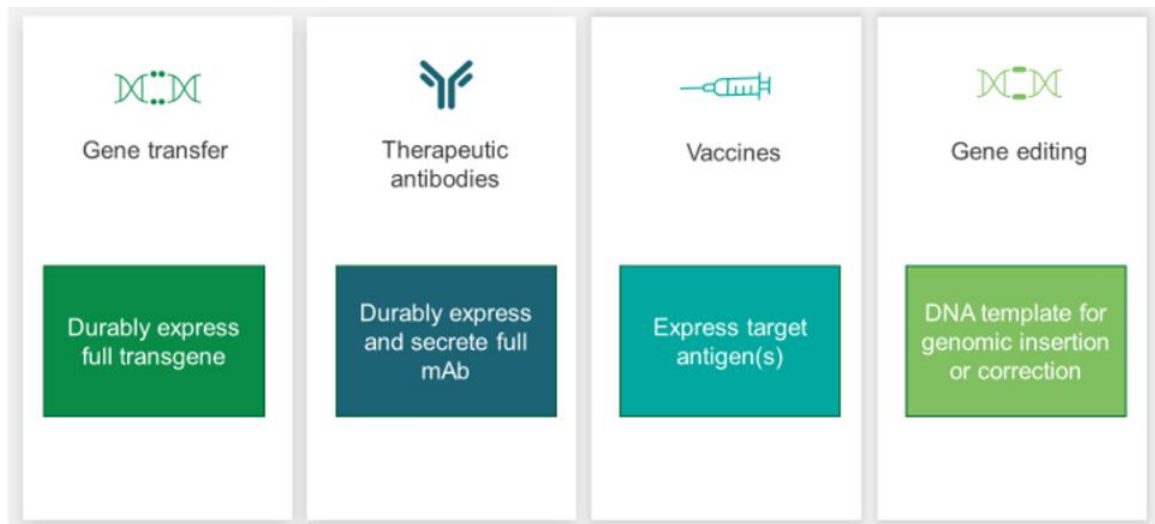 Gene transfer
Therapeutic
antibodies
Vaccines
Gene editing
Durably express
full transgene
Durably express
and secrete full
mAb
Express target
antigen(s)
DNA template for
genomic insertion
or correction